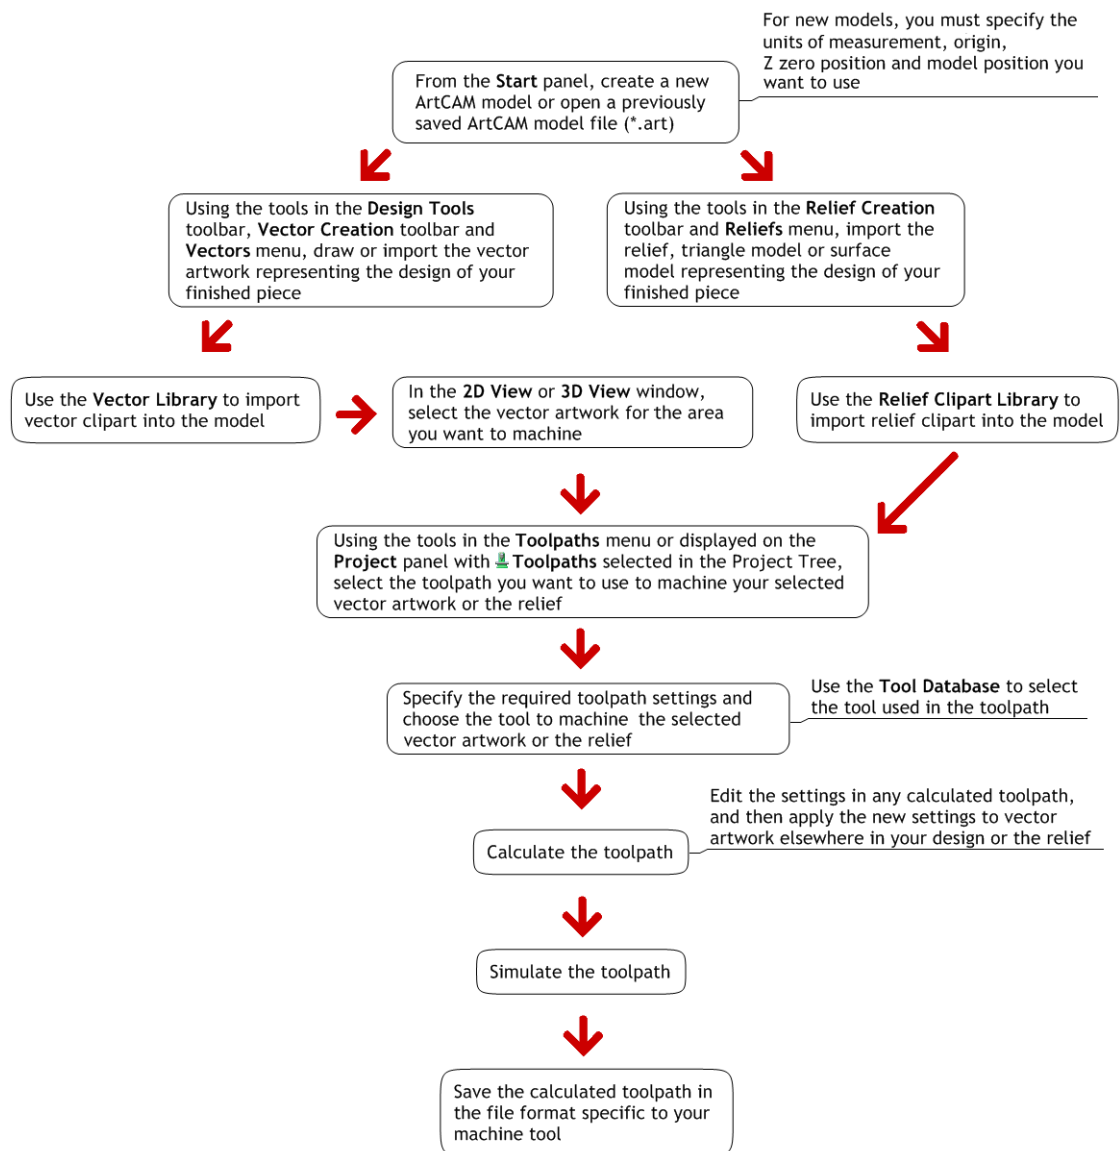 For new models, you must specify the
units of measurement, origin,
Z zero position and model position you
want to use
From the Start panel, create a new
ArtCAM model or open a previously
saved ArtCAM model file (*.art)
Using the tools in the Design Tools
toolbar, Vector Creation toolbar and
Vectors menu, draw or import the vector
artwork representing the design of your
finished piece
Using the tools in the Relief Creation
toolbar and Reliefs menu, import the
relief, triangle model or surface
model representing the design of your
finished piece
Use the Vector Library to import
vector clipart into the model
In the 2D View or 3D View window,
select the vector artwork for the area
you want to machine
Use the Relief Clipart Library to
import relief clipart into the model
Using the tools in the Toolpaths menu or displayed on the
Project panel with Toolpaths selected in the Project Tree,
select the toolpath you want to use to machine your selected
vector artwork or the relief
Specify the required toolpath settings and
choose the tool to machine the selected
vector artwork or the relief
Use the Tool Database to select
the tool used in the toolpath
Edit the settings in any calculated toolpath,
and then apply the new settings to vector
artwork elsewhere in your design or the relief
Calculate the toolpath
Simulate the toolpath
Save the calculated toolpath in
the file format specific to your
machine tool